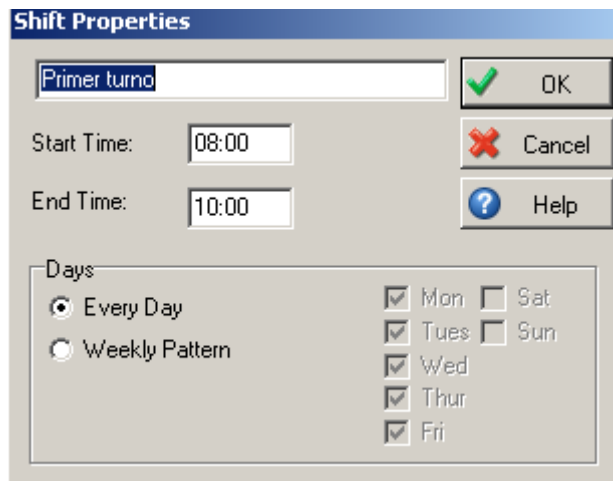 Shift Properties
Primer turno
OK
Start Time: 08:00
Cancel
End Time: 10:00
Help
Days
Every Day
Weekly Pattern
Mon Sat
Tues Sun
Wed
Thur
Fri